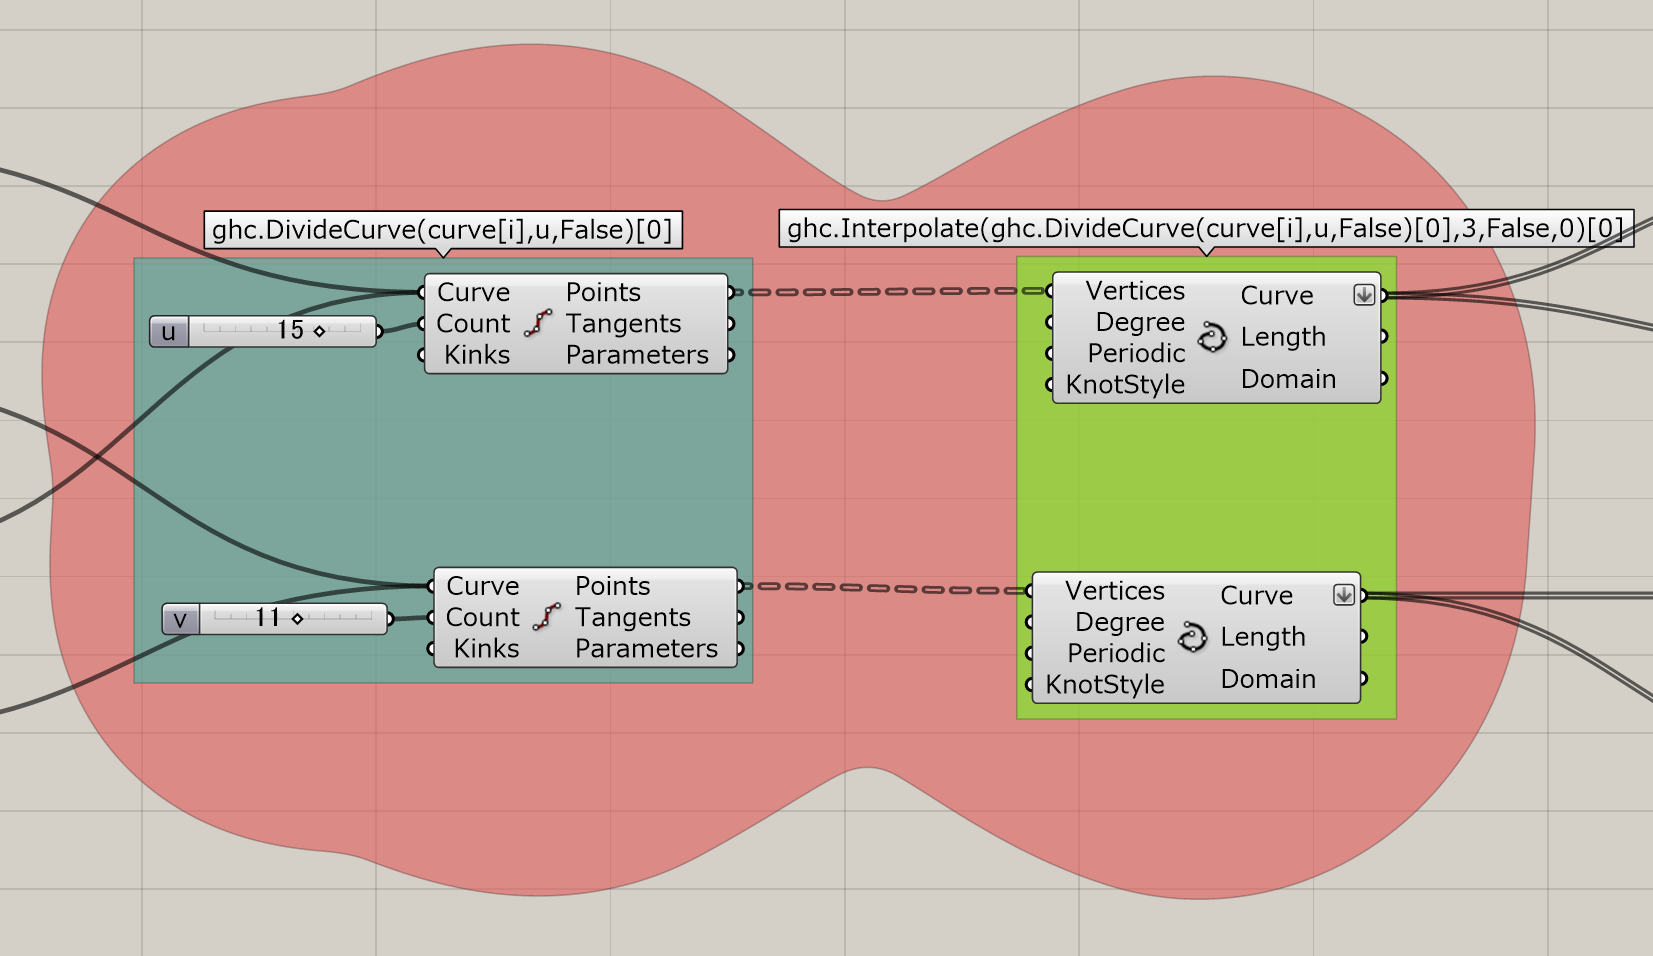 ghc.DivideCurve(curve[i],u,False)[0]
ghc.Interpolate(ghc.DivideCurve(curve[i],u,False)[0],3,False,0)[0]
u 15
Curve Points
Count Tangents
Kinks Parameters
Vertices Curve
Degree
Periodic Length
KnotStyle Domain
v 11
Curve Points
Count Tangents
Kinks Parameters
Vertices Curve
Degree
Periodic Length
KnotStyle Domain